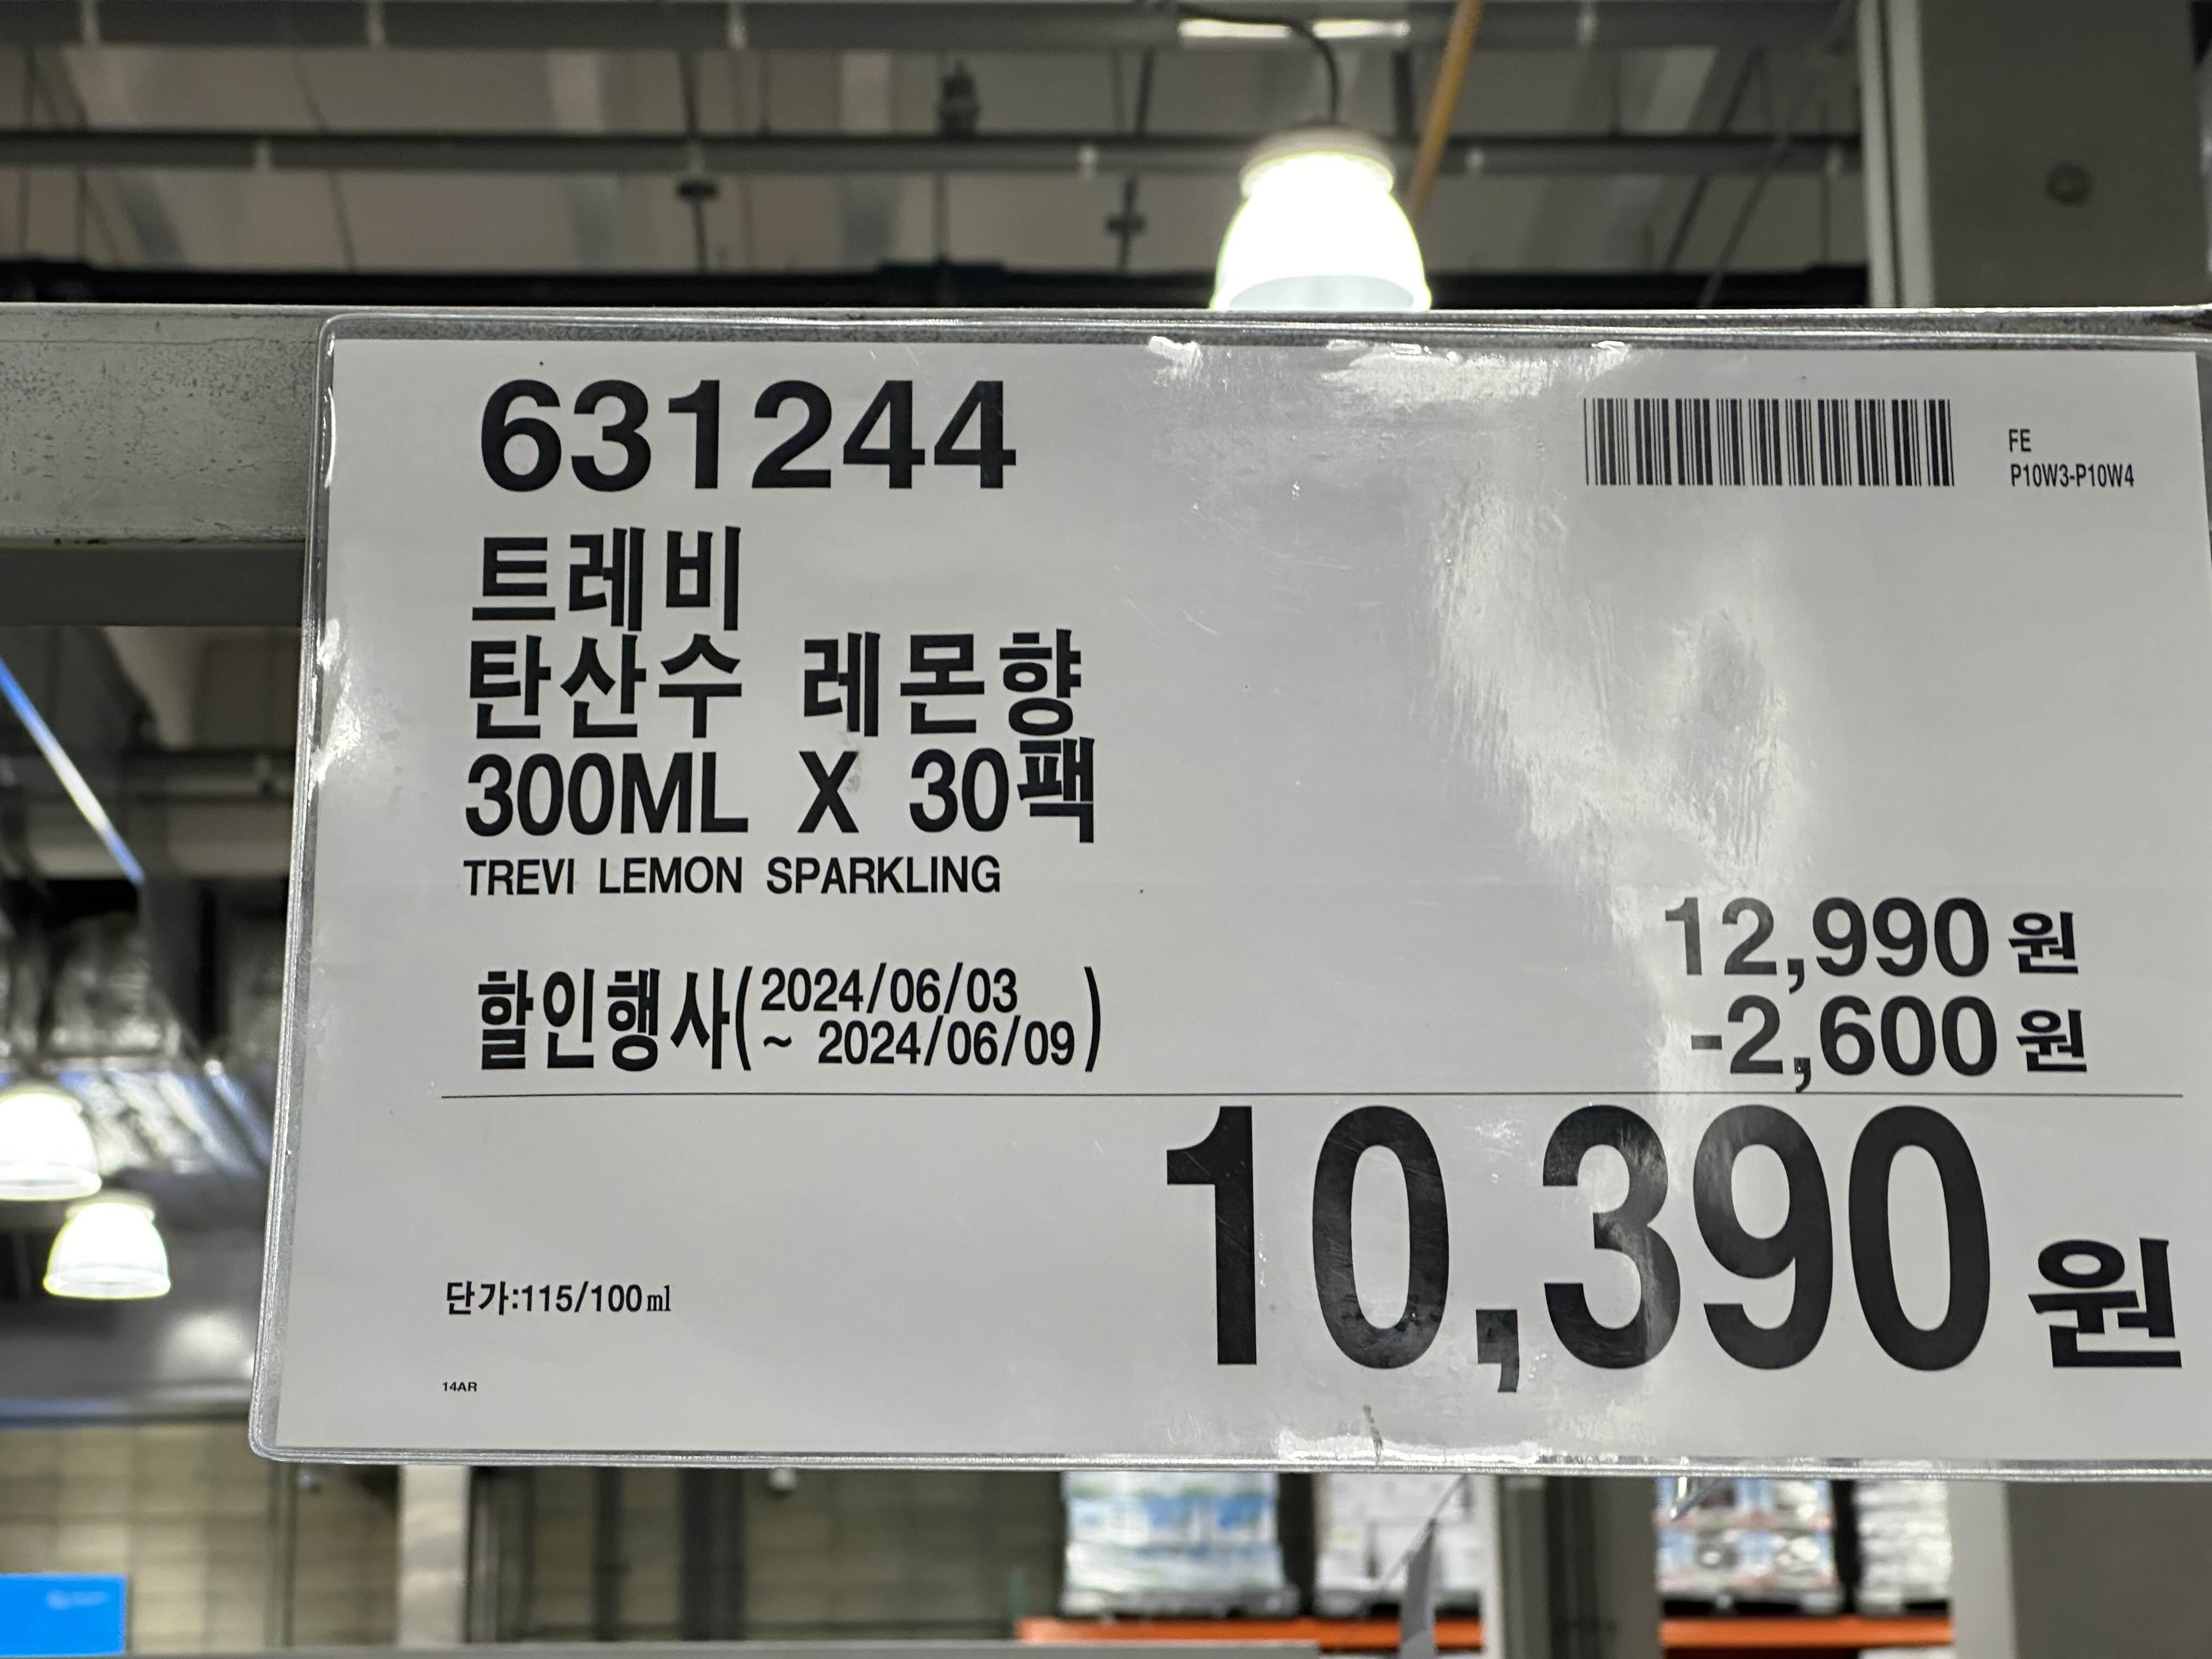 631244
FE
P10W3-P10W4
트레비
탄산수 레몬향
300ML X 30팩
TREVI LEMON SPARKLING
12,990 원
할인행사(2024/06/03
~ 2024/06/09)
-2,600 원
10,390 원
단가:115/100㎖
14AR